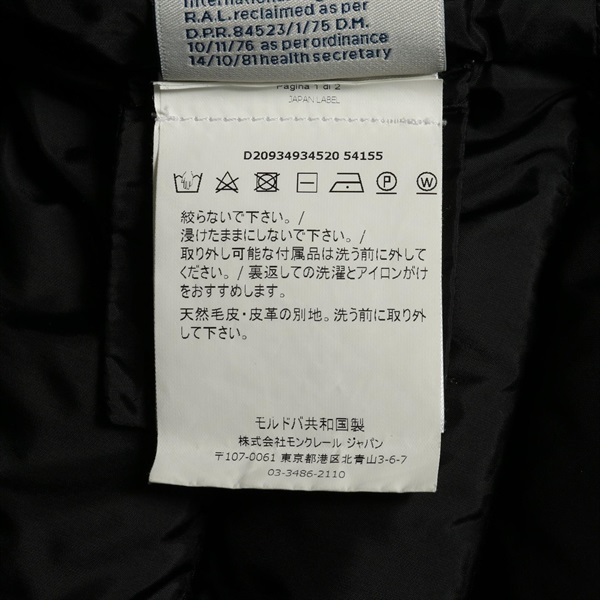 R.A.L. reclaimed as per
D.P.R. 84523/1/75 D.M.
10/11/76 as per ordinance
14/10/81 health secretary
Pagina 1 di 2
JAPAN LABEL
D20934934520 54155
P W
絞らないで下さい。/
浸けたままにしないで下さい。/
取り外し可能な付属品は洗う前に外して
ください。/ 裏返しての洗濯とアイロンがけ
をおすすめします。
天然毛皮・皮革の別地。洗う前に取り外
して下さい。
モルドバ共和国製
株式会社モンクレール ジャパン
〒107-0061 東京都港区北青山3-6-7
03-3486-2110